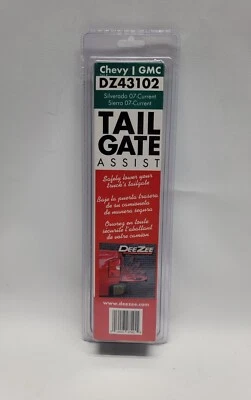 Chevy | GMC
DZ43102
Silverado 07-Current
Sierra 07-Current
TAIL
GATE
ASSIST
Safely lower your
truck's tailgate
Baje la puerta trasera
de su camioneta
de manera segura
Ouvrez en toute
sécurité l'abattant
de votre camion
DEEZEE
www.deezee.com